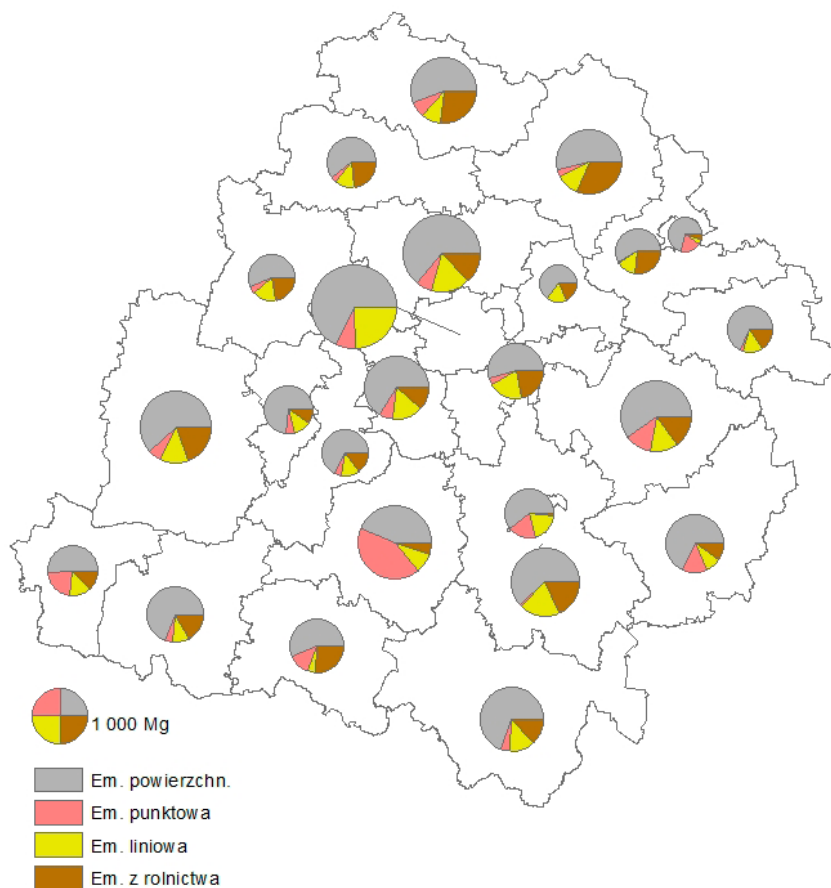 1 000 Mg
Em. powierzchn.
Em. punktowa
Em. liniowa
Em. z rolnictwa